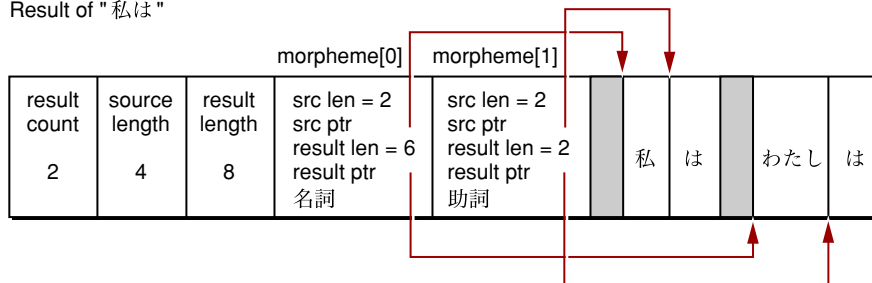 Result of "私は"
morpheme[0] morpheme[1]
result count 2
source length 4
result length 8
src len = 2
src ptr
result len = 6
result ptr
名詞
src len = 2
src ptr
result len = 2
result ptr
助詞
私 は わたし は